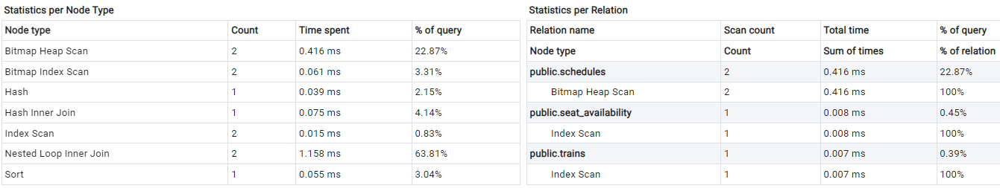 Statistics per Node Type
Node type Count Time spent % of query
Bitmap Heap Scan 2 0.416 ms 22.87%
Bitmap Index Scan 2 0.061 ms 3.31%
Hash 1 0.039 ms 2.15%
Hash Inner Join 1 0.075 ms 4.14%
Index Scan 2 0.015 ms 0.83%
Nested Loop Inner Join 2 1.158 ms 63.81%
Sort 1 0.055 ms 3.04%
Statistics per Relation
Relation name Scan count Total time % of query
Node type Count Sum of times % of relation
public.schedules 2 0.416 ms 22.87%
Bitmap Heap Scan 2 0.416 ms 100%
public.seat_availability 1 0.008 ms 0.45%
Index Scan 1 0.008 ms 100%
public.trains 1 0.007 ms 0.39%
Index Scan 1 0.007 ms 100%